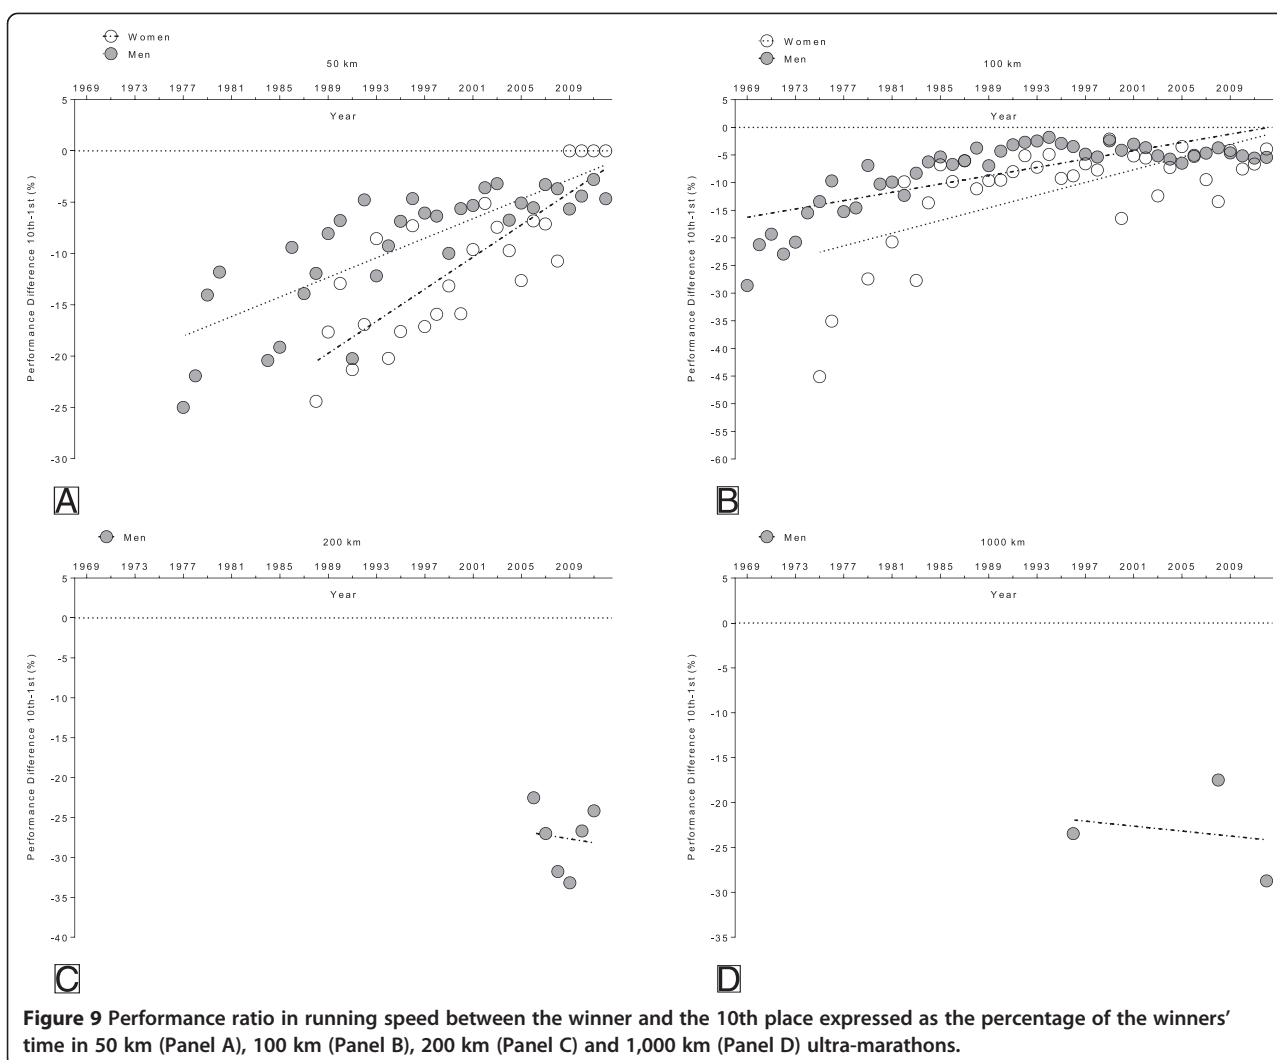 Women
Men
50 km
1969 1973 1977 1981 1985 1989 1993 1997 2001 2005 2009
Year
5
0
-5
-10
-15
-20
-25
-30
Performance Difference 10th-1st (%)
A
Women
Men
100 km
1969 1973 1977 1981 1985 1989 1993 1997 2001 2005 2009
Year
5
0
-5
-10
-15
-20
-25
-30
-35
-40
-45
-50
-55
-60
Performance Difference 10th-1st (%)
B
Men
200 km
1969 1973 1977 1981 1985 1989 1993 1997 2001 2005 2009
Year
5
0
-5
-10
-15
-20
-25
-30
-35
-40
Performance Difference 10th-1st (%)
C
Men
1000 km
1969 1973 1977 1981 1985 1989 1993 1997 2001 2005 2009
Year
5
0
-5
-10
-15
-20
-25
-30
-35
Performance Difference 10th-1st (%)
D
Figure 9 Performance ratio in running speed between the winner and the 10th place expressed as the percentage of the winners'
time in 50 km (Panel A), 100 km (Panel B), 200 km (Panel C) and 1,000 km (Panel D) ultra-marathons.